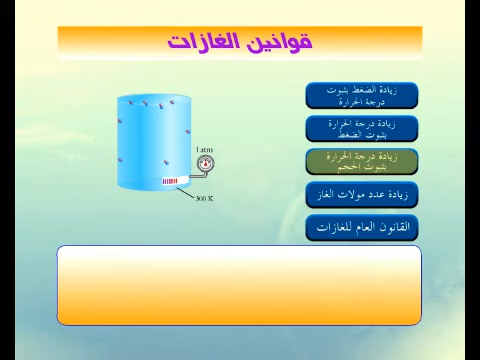 قوانين الغازات
زيادة الضغط بثبوت
درجة الحرارة
زيادة درجة الحرارة
بثبوت الضغط
زيادة درجة الحرارة
بثبوت الحجم
زيادة عدد مولات الغاز
القانون العام للغازات
1 atm
300 K